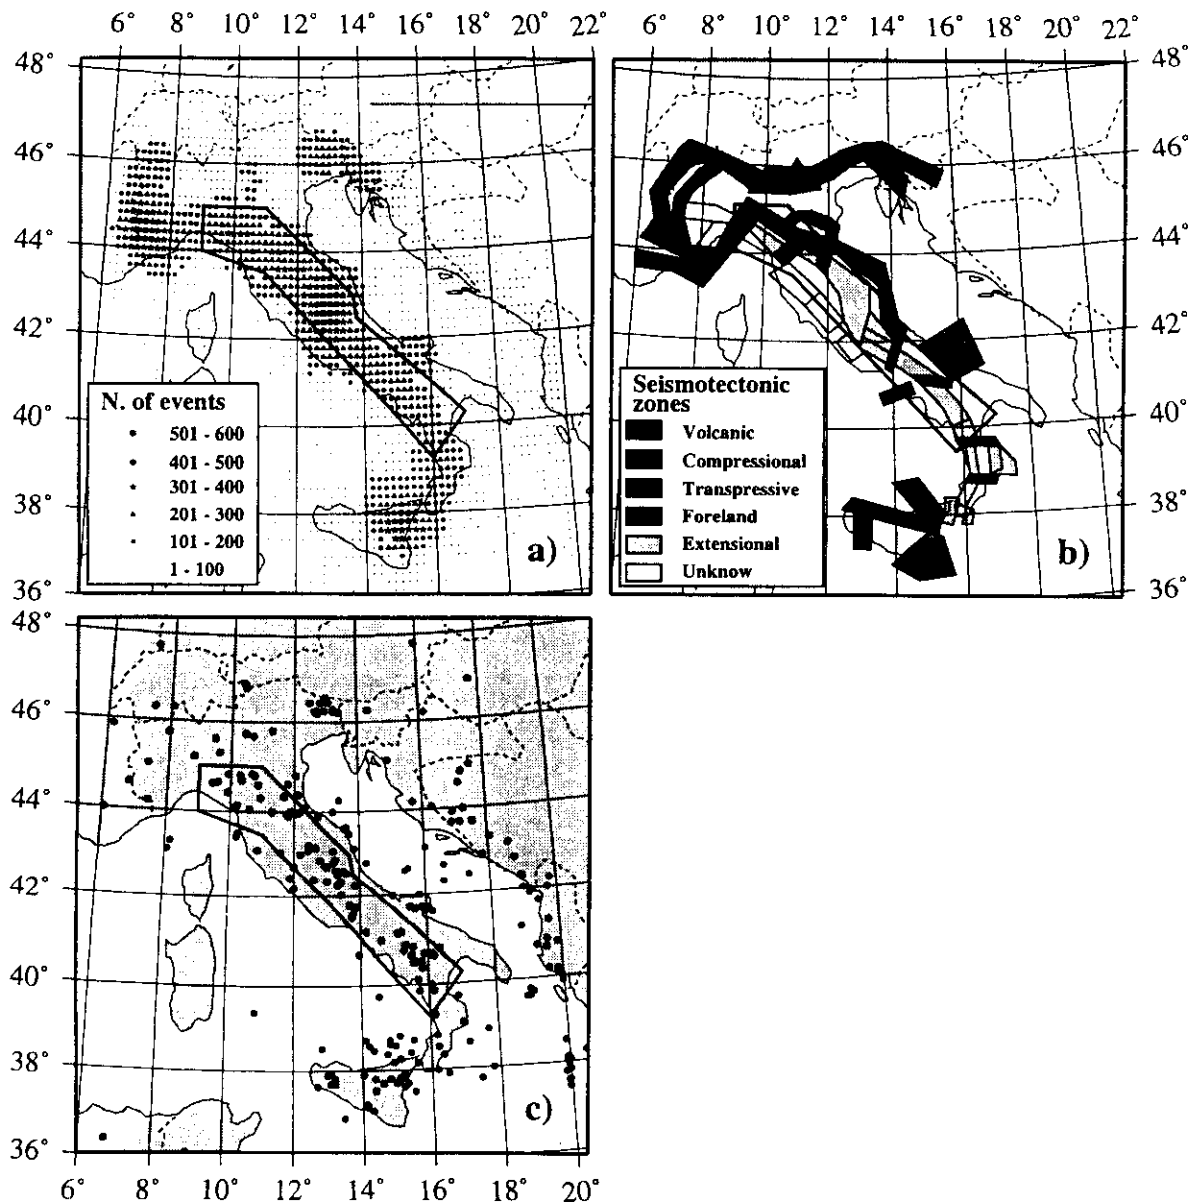 6° 8° 10° 12° 14° 16° 18° 20° 22°
6° 8° 10° 12° 14° 16° 18° 20° 22°
48°
46°
44°
42°
40°
38°
36°
N. of events
501 - 600
401 - 500
301 - 400
201 - 300
101 - 200
1 - 100
a)
Seismotectonic
zones
Volcanic
Compressional
Transpressive
Foreland
Extensional
Unknow
b)
48°
46°
44°
42°
40°
38°
36°
48°
46°
44°
42°
40°
38°
36°
c)
6° 8° 10° 12° 14° 16° 18° 20°